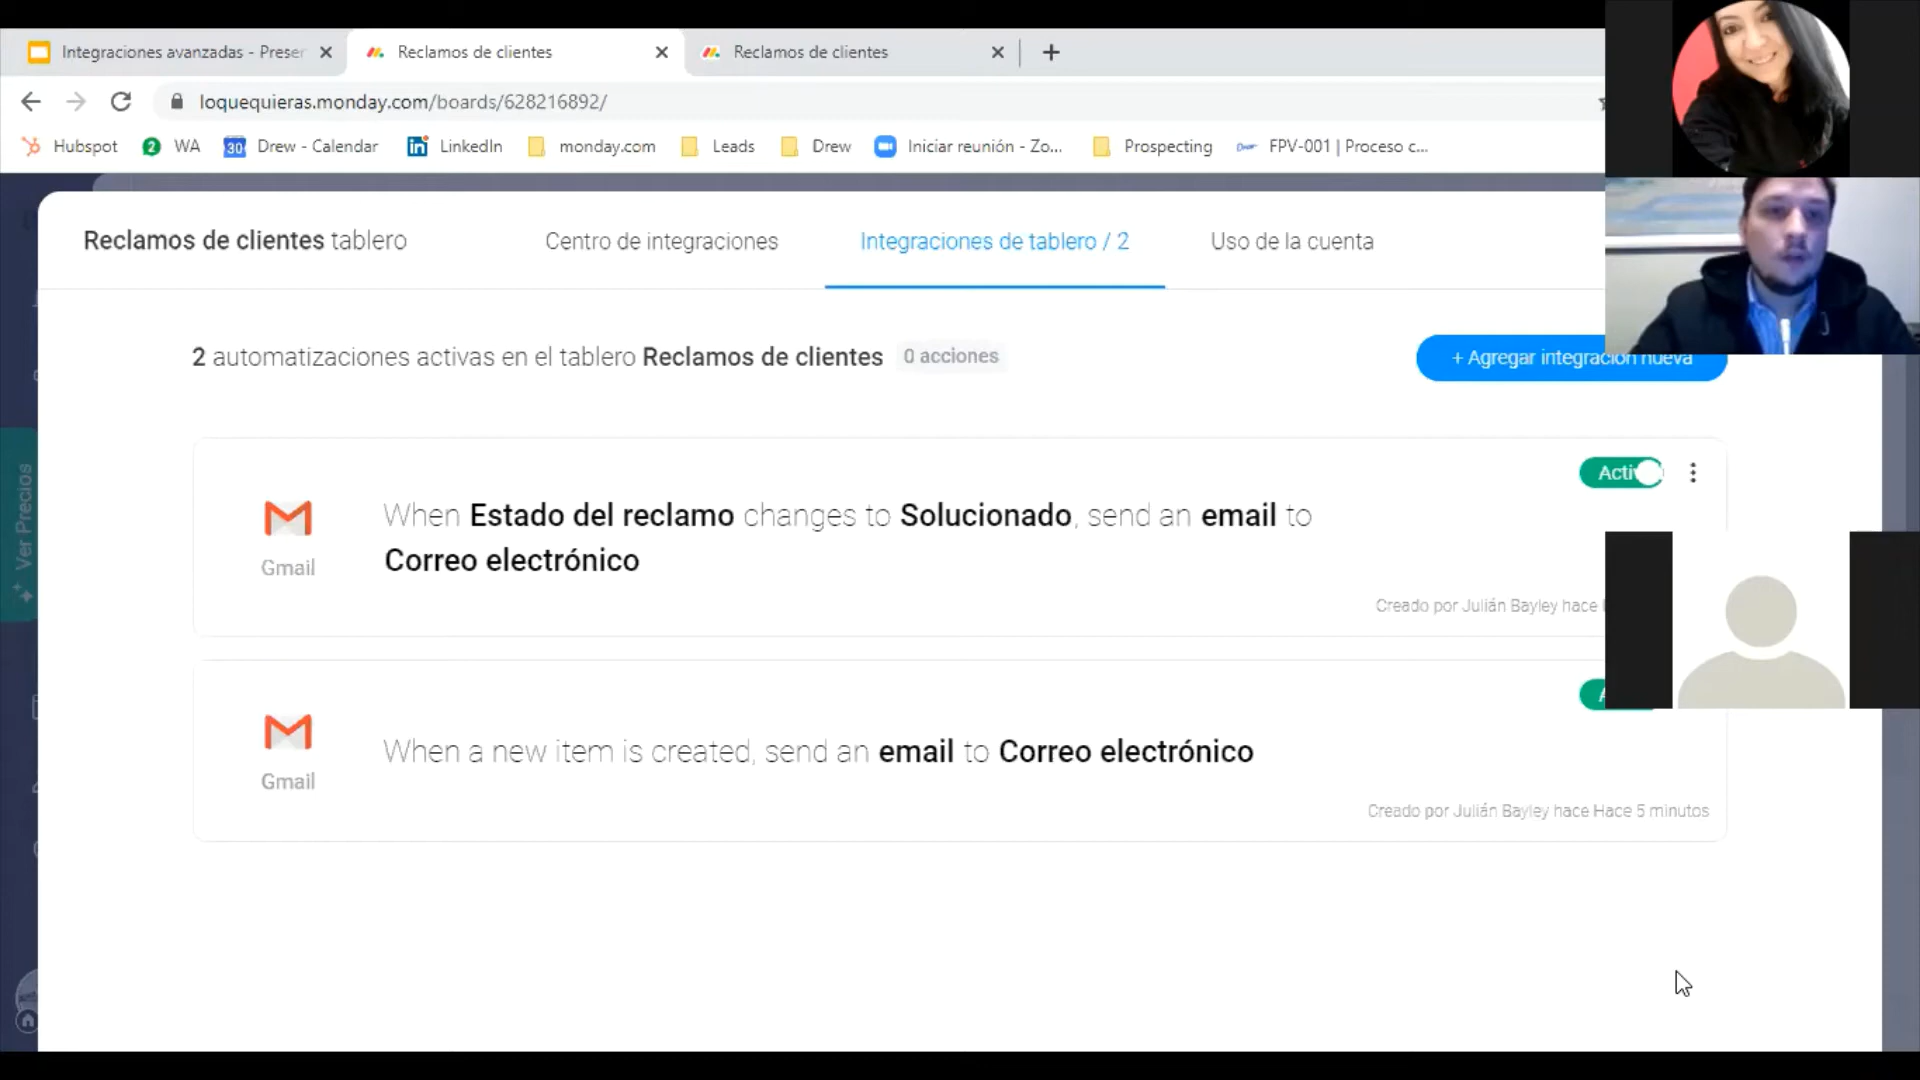 Integraciones avanzadas - Preser
Reclamos de clientes
Reclamos de clientes
loquequieras.monday.com/boards/628216892/
Hubspot
2 WA
30 Drew - Calendar
in LinkedIn
monday.com
Leads
Drew
Iniciar reunión - Zo...
Prospecting
FPV-001 | Proceso c...
Reclamos de clientes tablero
Centro de integraciones
Integraciones de tablero / 2
Uso de la cuenta
Ver Precios
2 automatizaciones activas en el tablero Reclamos de clientes 0 acciones
+ Agregar integración nueva
Gmail
Activ
When Estado del reclamo changes to Solucionado, send an email to
Correo electrónico
Creado por Julián Bayley hace
Gmail
When a new item is created, send an email to Correo electrónico
Creado por Julián Bayley hace Hace 5 minutos